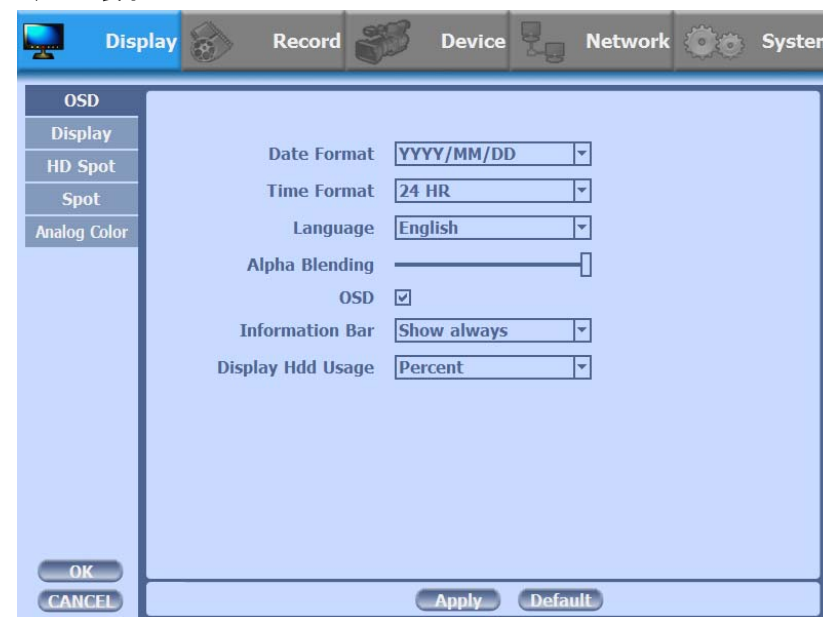 Display Record Device Network System
OSD
Display
HD Spot
Spot
Analog Color
Date Format YYYY/MM/DD
Time Format 24 HR
Language English
Alpha Blending
OSD
Information Bar Show always
Display Hdd Usage Percent
OK
CANCEL
Apply Default